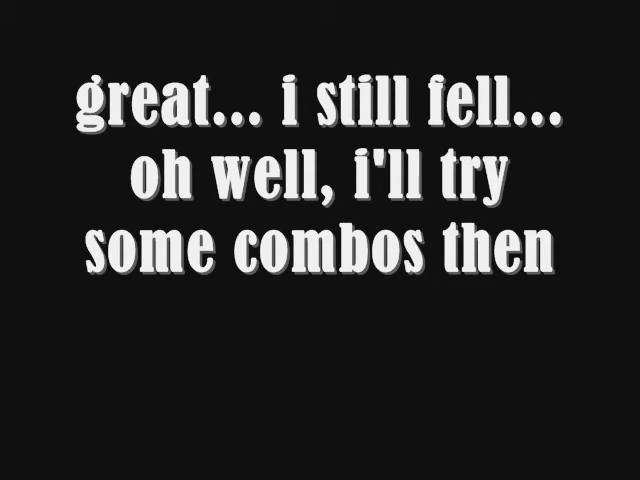 great... i still fell...
oh well, i'll try
some combos then